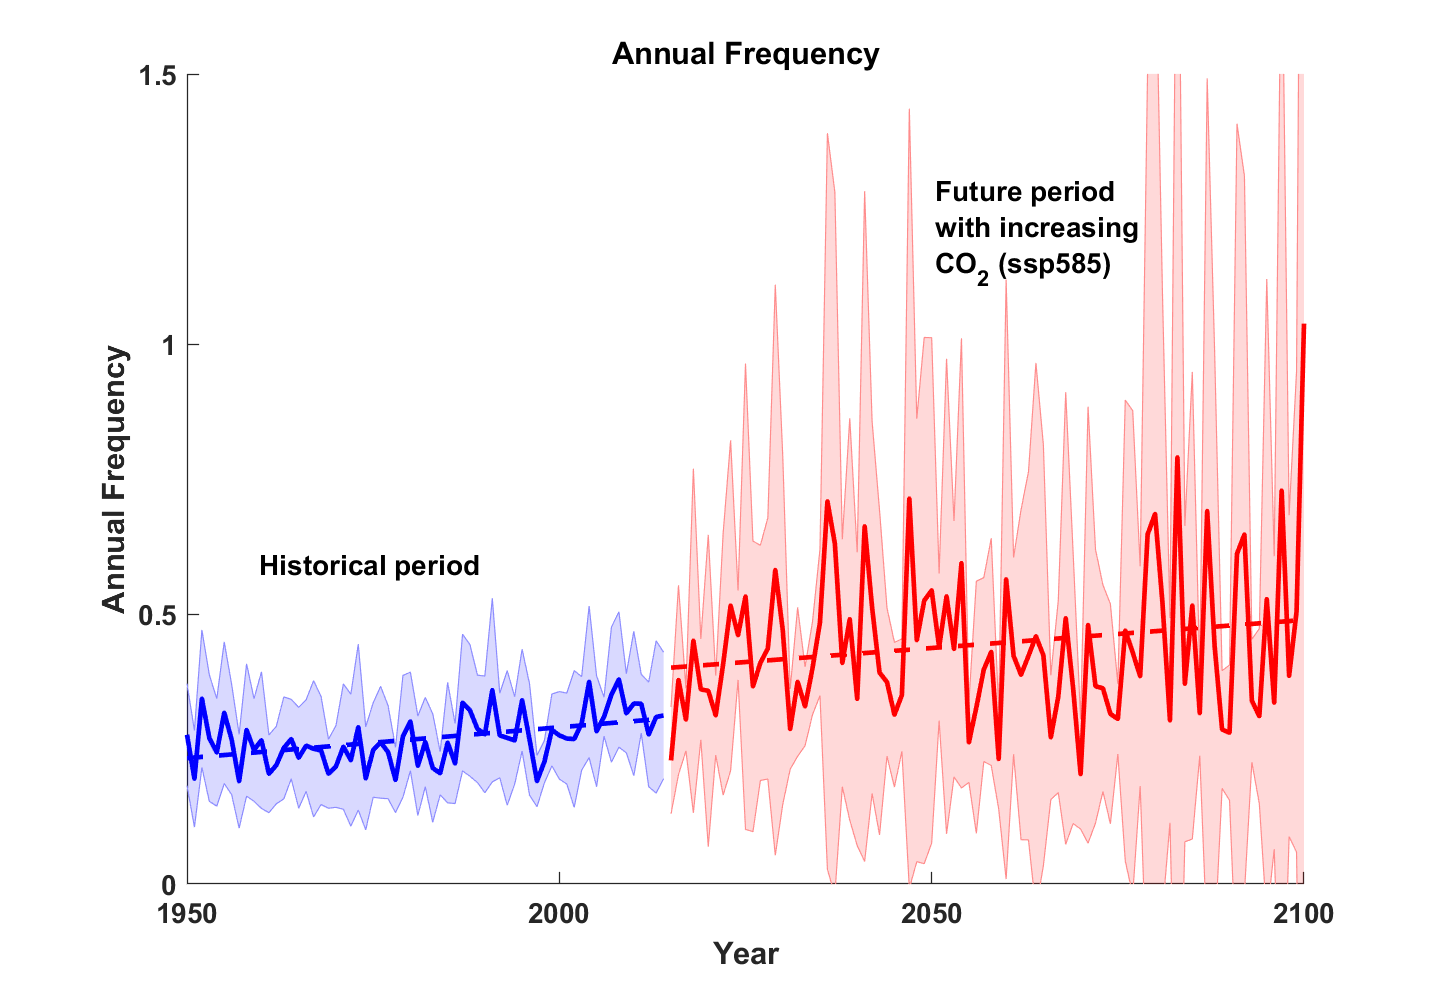 Annual Frequency
1.5
1
0.5
0
Annual Frequency
Future period
with increasing
CO₂ (ssp585)
Historical period
1950
2000
2050
2100
Year